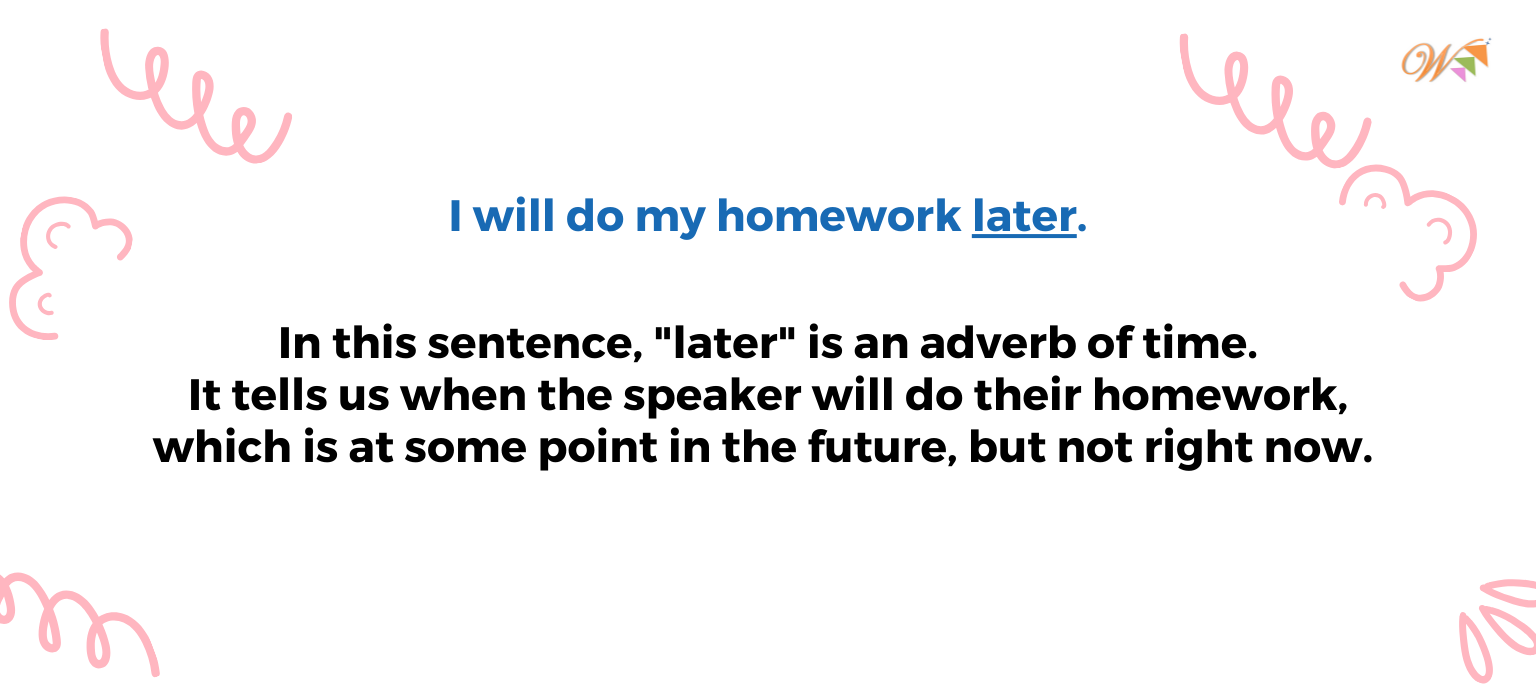 W
I will do my homework later.
In this sentence, "later" is an adverb of time.
It tells us when the speaker will do their homework,
which is at some point in the future, but not right now.